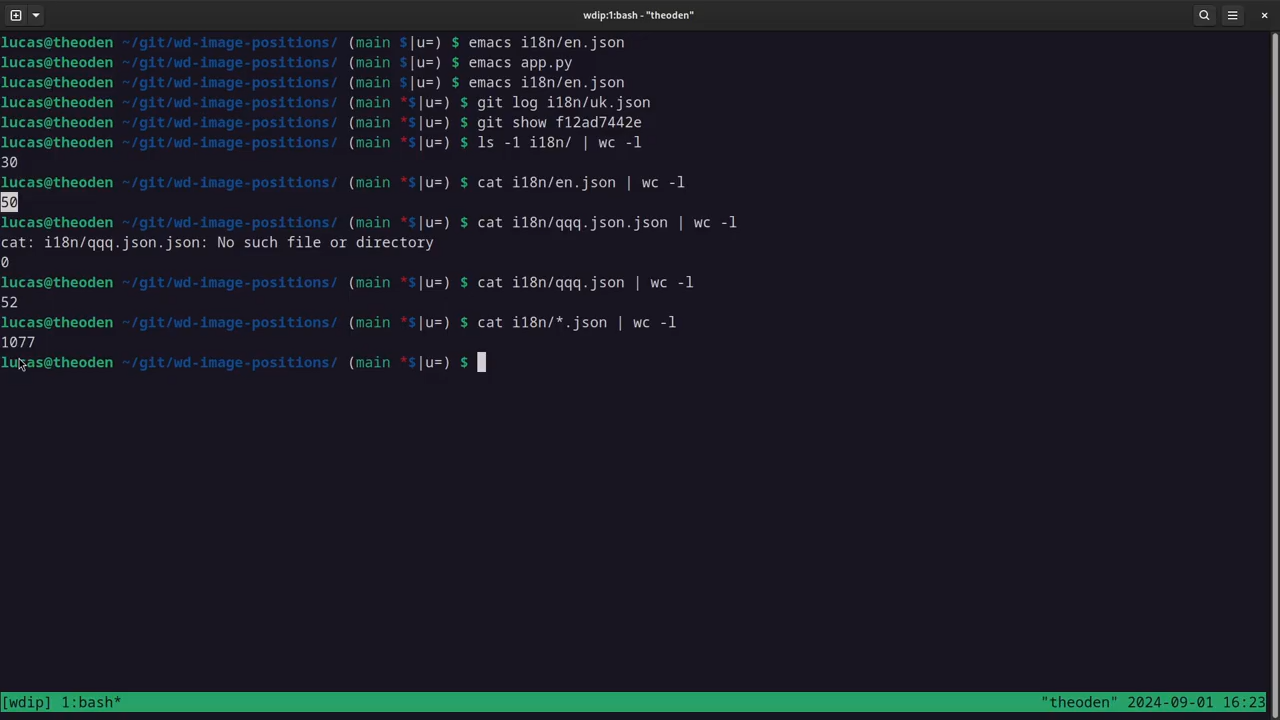 wdip:1:bash - "theoden"
lucas@theoden ~/git/wd-image-positions/ (main $|u=) $ emacs i18n/en.json
lucas@theoden ~/git/wd-image-positions/ (main $|u=) $ emacs app.py
lucas@theoden ~/git/wd-image-positions/ (main $|u=) $ emacs i18n/en.json
lucas@theoden ~/git/wd-image-positions/ (main *$|u=) $ git log i18n/uk.json
lucas@theoden ~/git/wd-image-positions/ (main *$|u=) $ git show f12ad7442e
lucas@theoden ~/git/wd-image-positions/ (main *$|u=) $ ls -1 i18n/ | wc -l
30
lucas@theoden ~/git/wd-image-positions/ (main *$|u=) $ cat i18n/en.json | wc -l
50
lucas@theoden ~/git/wd-image-positions/ (main *$|u=) $ cat i18n/qqq.json.json | wc -l
cat: i18n/qqq.json.json: No such file or directory
0
lucas@theoden ~/git/wd-image-positions/ (main *$|u=) $ cat i18n/qqq.json | wc -l
52
lucas@theoden ~/git/wd-image-positions/ (main *$|u=) $ cat i18n/*.json | wc -l
1077
lucas@theoden ~/git/wd-image-positions/ (main *$|u=) $
[wdip] 1:bash* "theoden" 2024-09-01 16:23